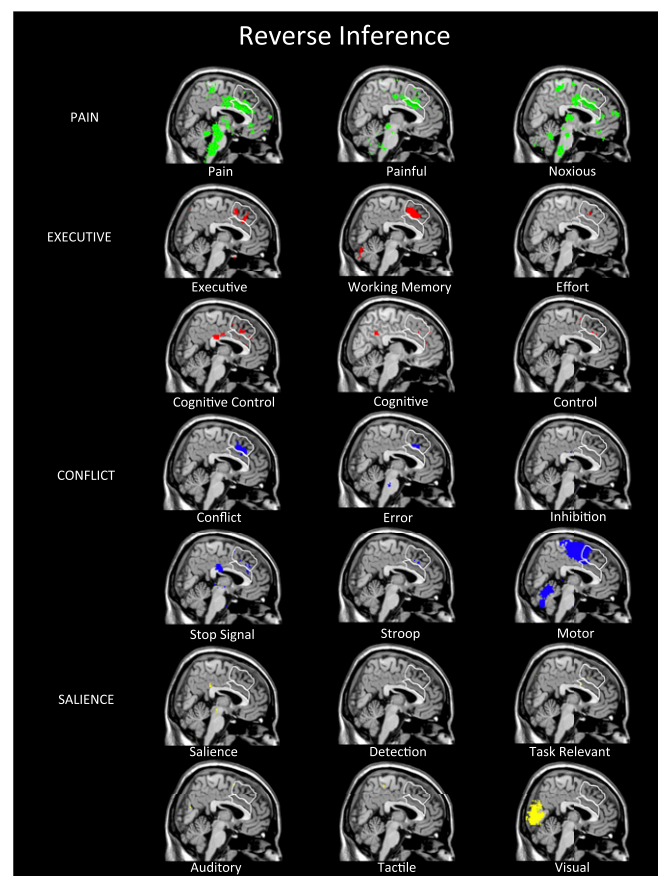 Reverse Inference
PAIN
Pain Painful Noxious
EXECUTIVE
Executive Working Memory Effort
Cognitive Control Cognitive Control
CONFLICT
Conflict Error Inhibition
Stop Signal Stroop Motor
SALIENCE
Salience Detection Task Relevant
Auditory Tactile Visual